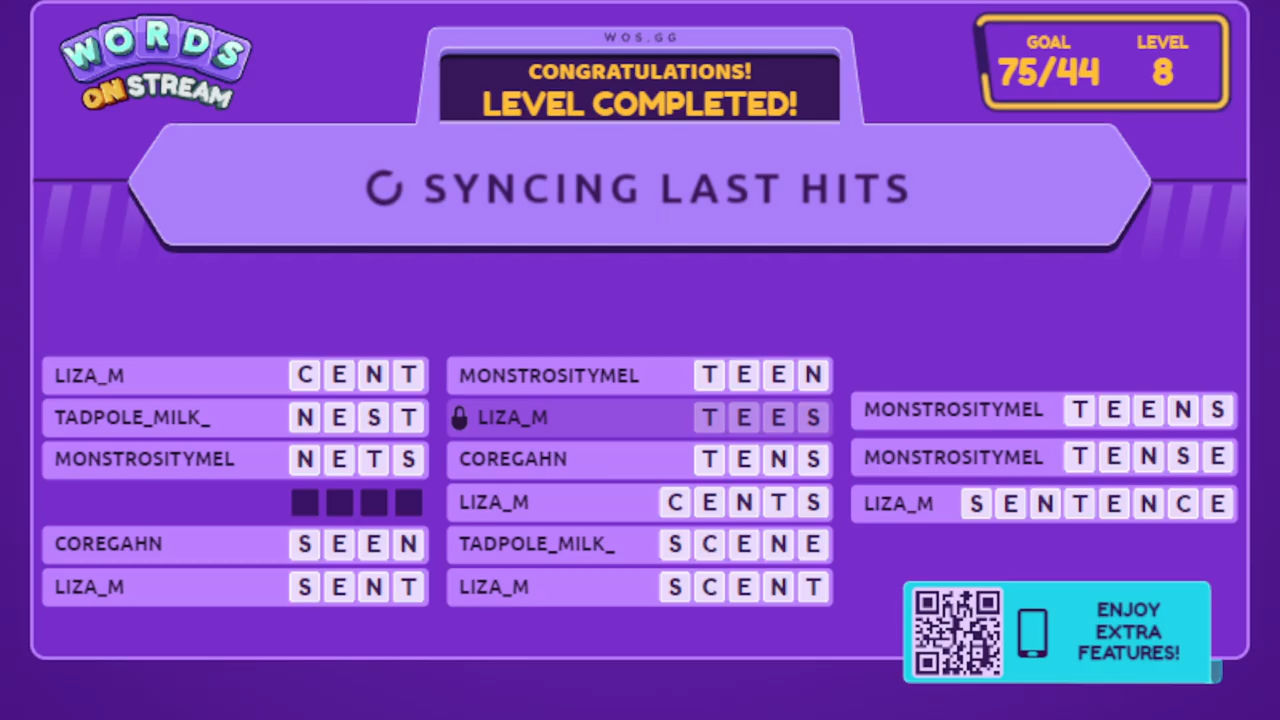 WORDS
ON STREAM
WOS.GG
CONGRATULATIONS!
LEVEL COMPLETED!
GOAL
75/44
LEVEL
8
SYNCING LAST HITS
LIZA_M CENT
TADPOLE_MILK_ NEST
MONSTROSITYMEL NETS
COREGAHN SEEN
LIZA_M SENT
MONSTROSITYMEL TEEN
LIZA_M TEES
COREGAHN TENS
LIZA_M CENTS
TADPOLE_MILK_ SCENE
LIZA_M SCENT
MONSTROSITYMEL TEENS
MONSTROSITYMEL TENSE
LIZA_M SENTENCE
ENJOY
EXTRA
FEATURES!